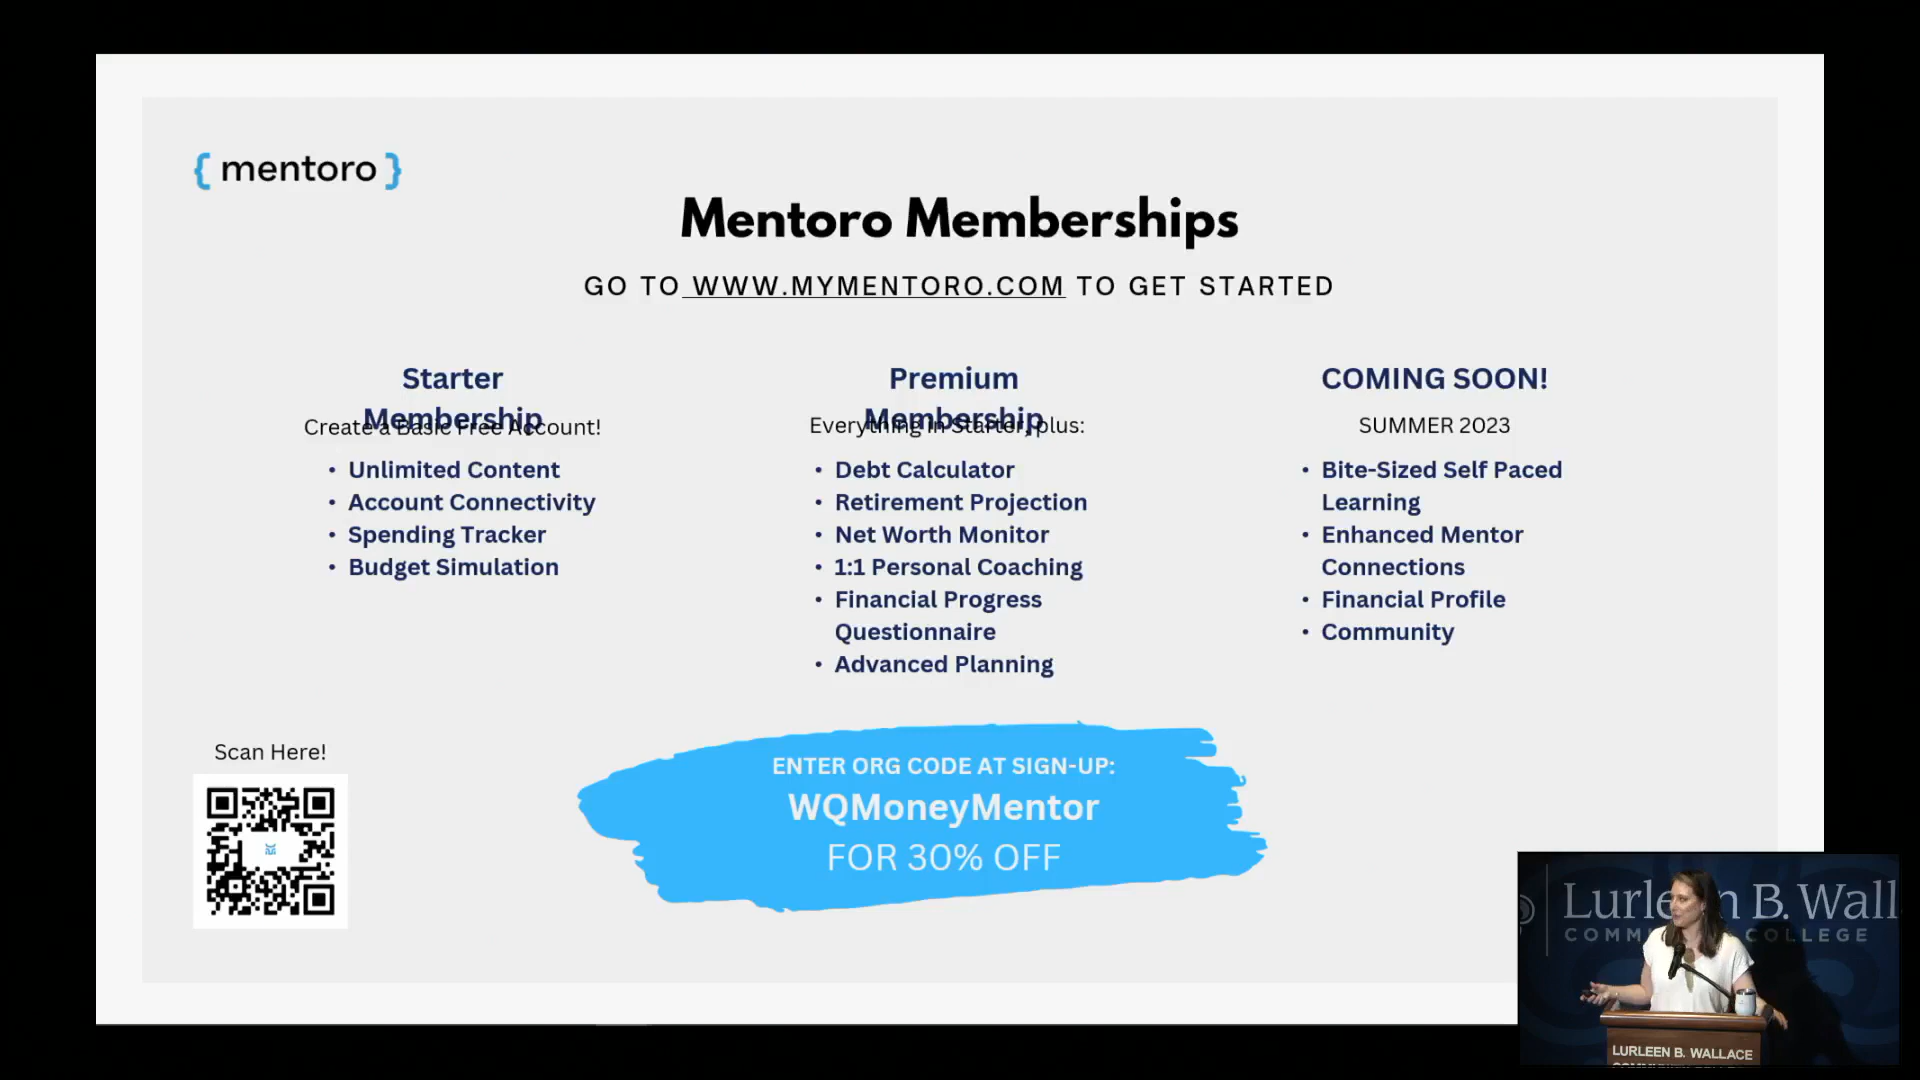 { mentoro }
Mentoro Memberships
GO TO WWW.MYMENTORO.COM TO GET STARTED
Starter
Membership
Create a Basic Free Account!
• Unlimited Content
• Account Connectivity
• Spending Tracker
• Budget Simulation
Premium
Membership
Everything in Starter, plus:
• Debt Calculator
• Retirement Projection
• Net Worth Monitor
• 1:1 Personal Coaching
• Financial Progress
Questionnaire
• Advanced Planning
COMING SOON!
SUMMER 2023
• Bite-Sized Self Paced
Learning
• Enhanced Mentor
Connections
• Financial Profile
• Community
Scan Here!
ENTER ORG CODE AT SIGN-UP:
WQMoneyMentor
FOR 30% OFF
Lurle n B. Wall
COMM COLLEGE
LURLEEN B. WALLACE